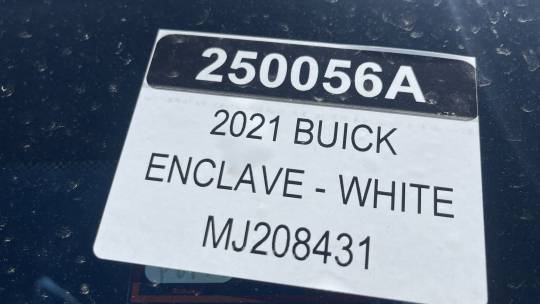 250056A
2021 BUICK
ENCLAVE - WHITE
MJ208431